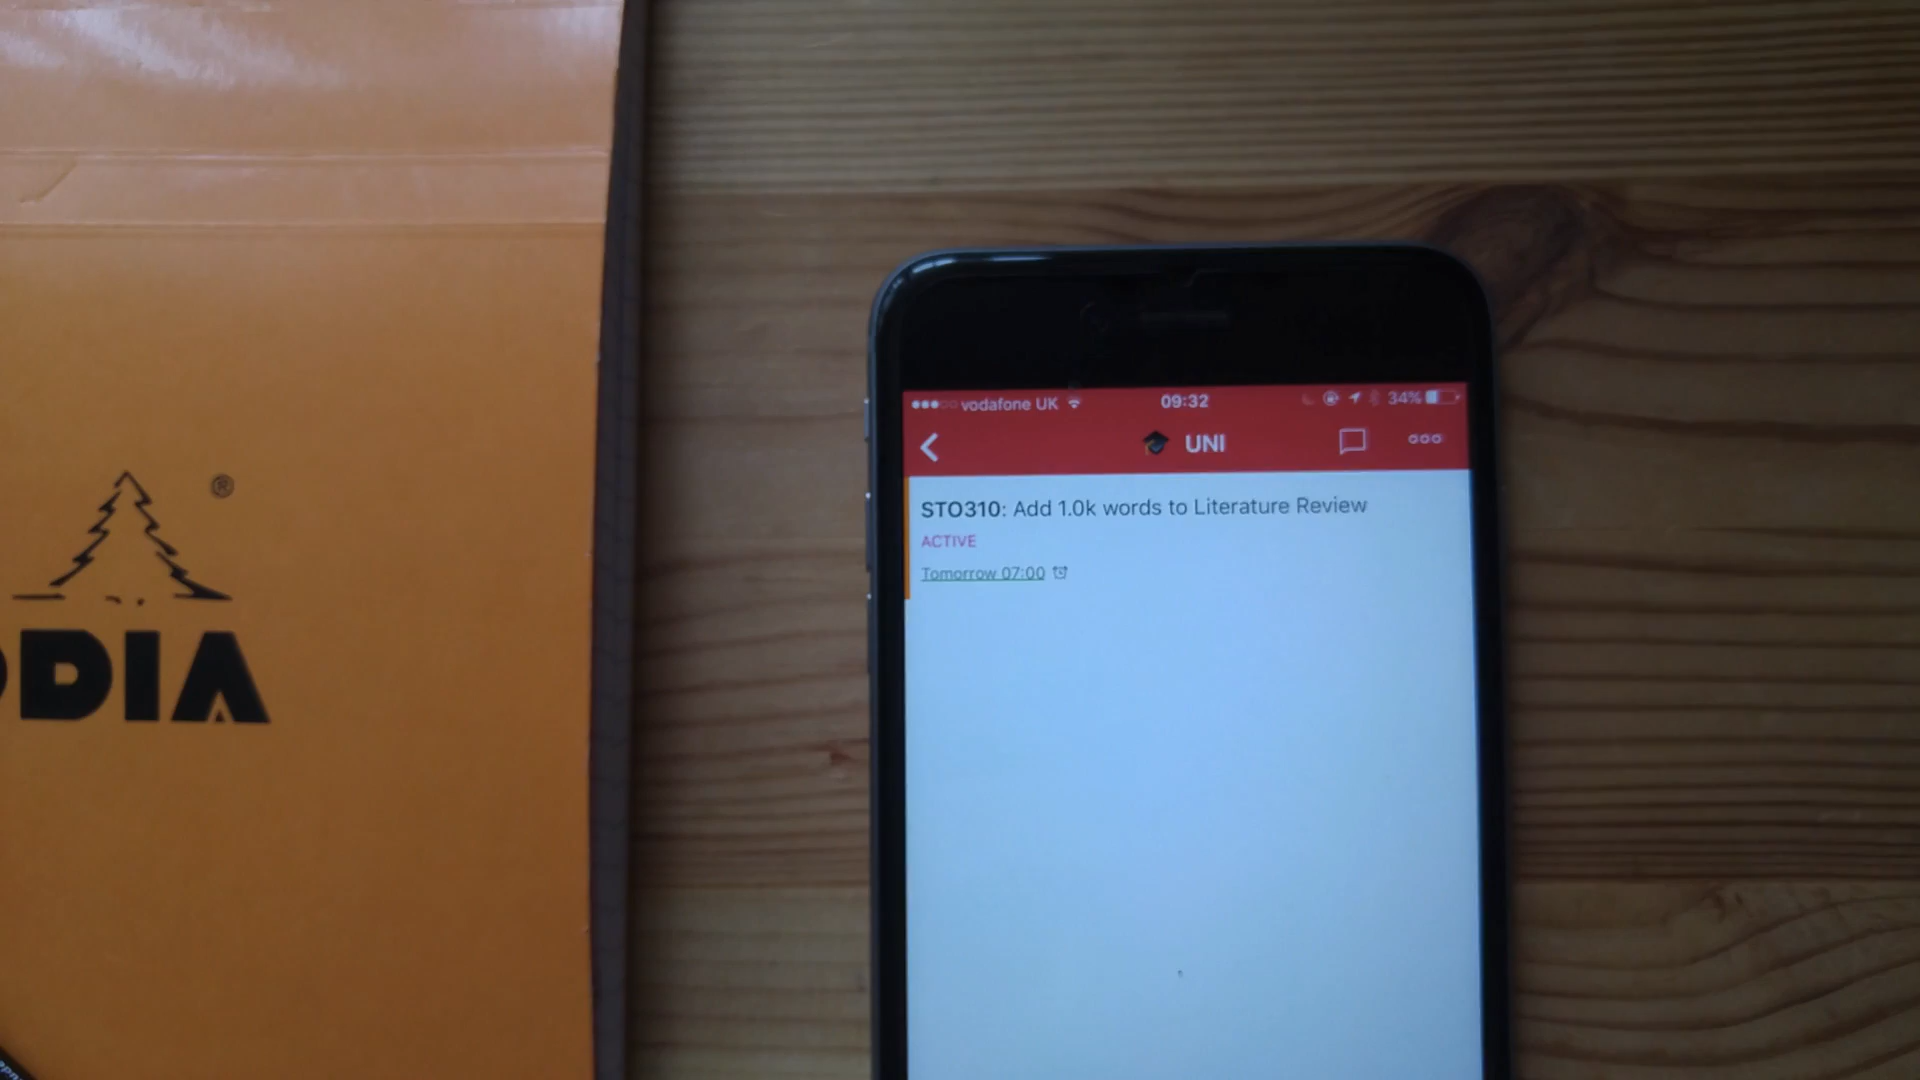 ®
DIA
vodafone UK 09:32 34%
UNI
STO310: Add 1.0k words to Literature Review
ACTIVE
Tomorrow 07:00